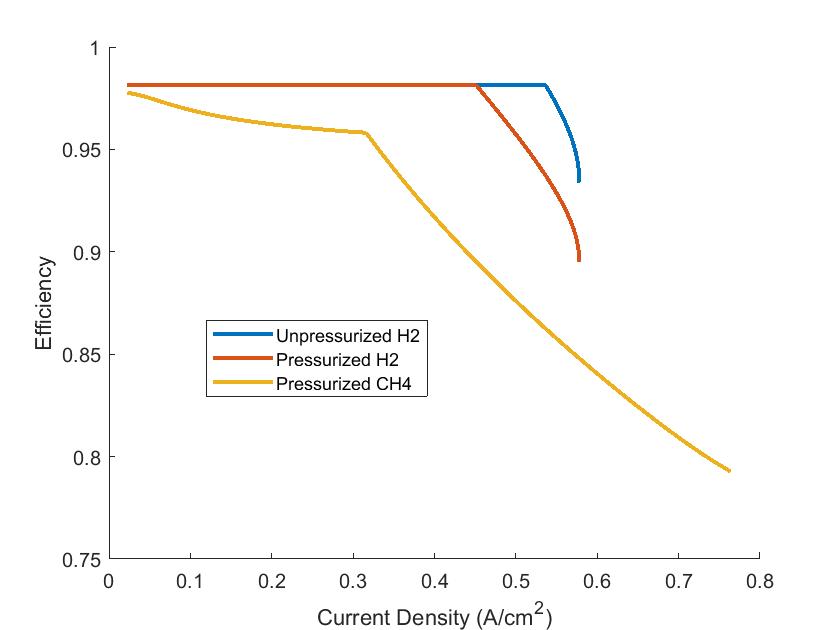 1
0.95
0.9
0.85
0.8
0.75
Efficiency
Unpressurized H2
Pressurized H2
Pressurized CH4
0 0.1 0.2 0.3 0.4 0.5 0.6 0.7 0.8
Current Density (A/cm²)